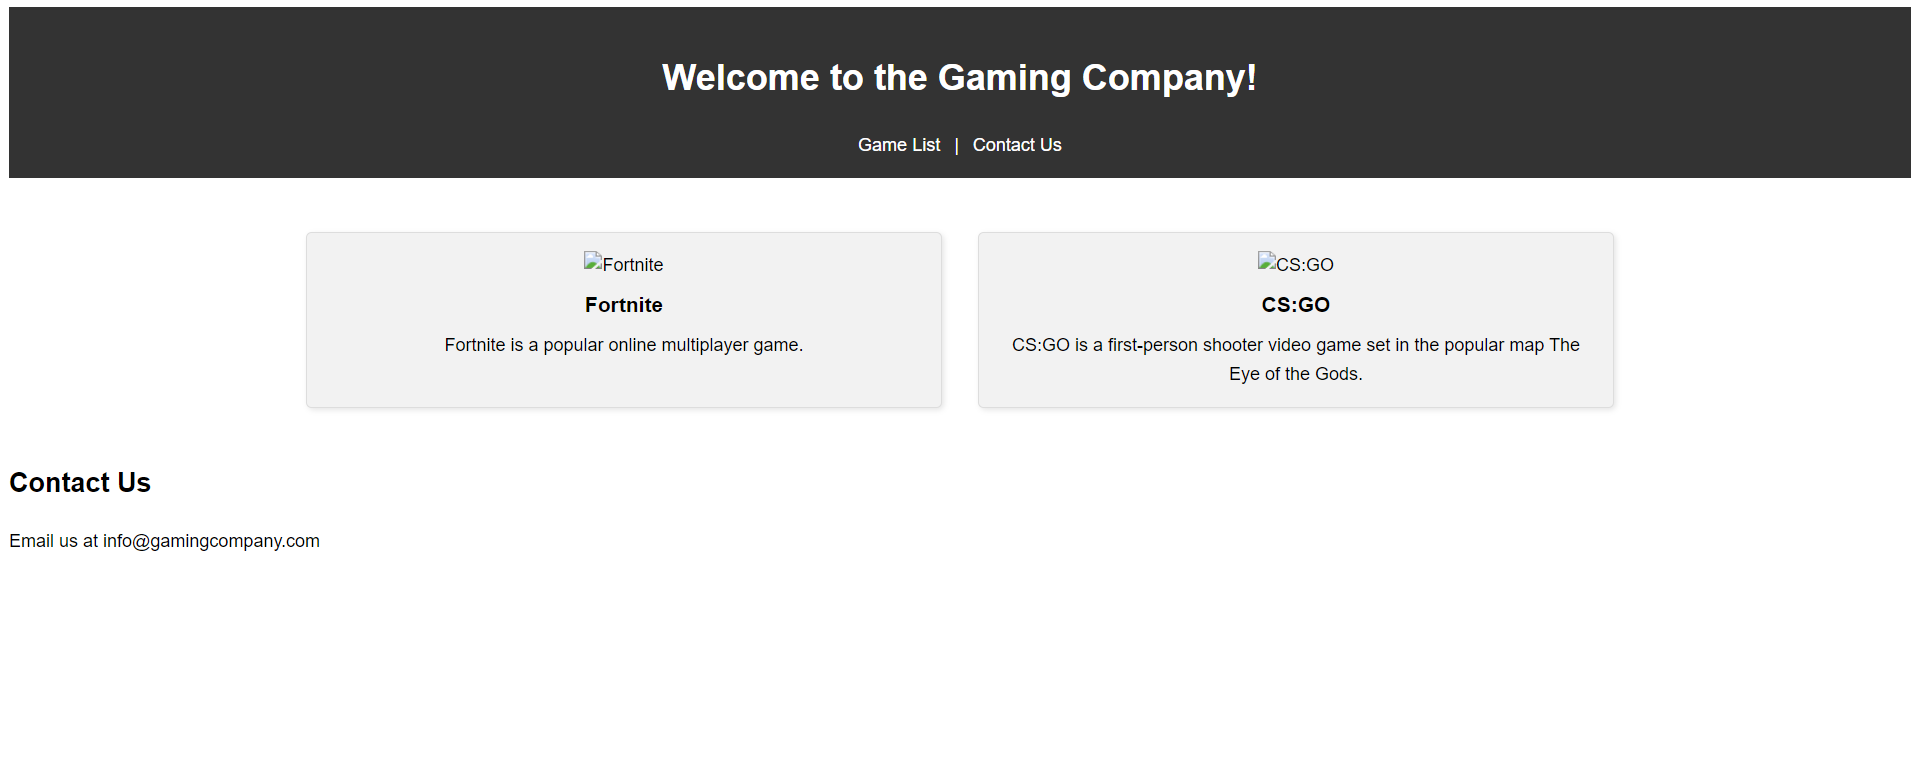 Welcome to the Gaming Company!
Game List | Contact Us
Fortnite
Fortnite
Fortnite is a popular online multiplayer game.
CS:GO
CS:GO
CS:GO is a first-person shooter video game set in the popular map The
Eye of the Gods.
Contact Us
Email us at info@gamingcompany.com